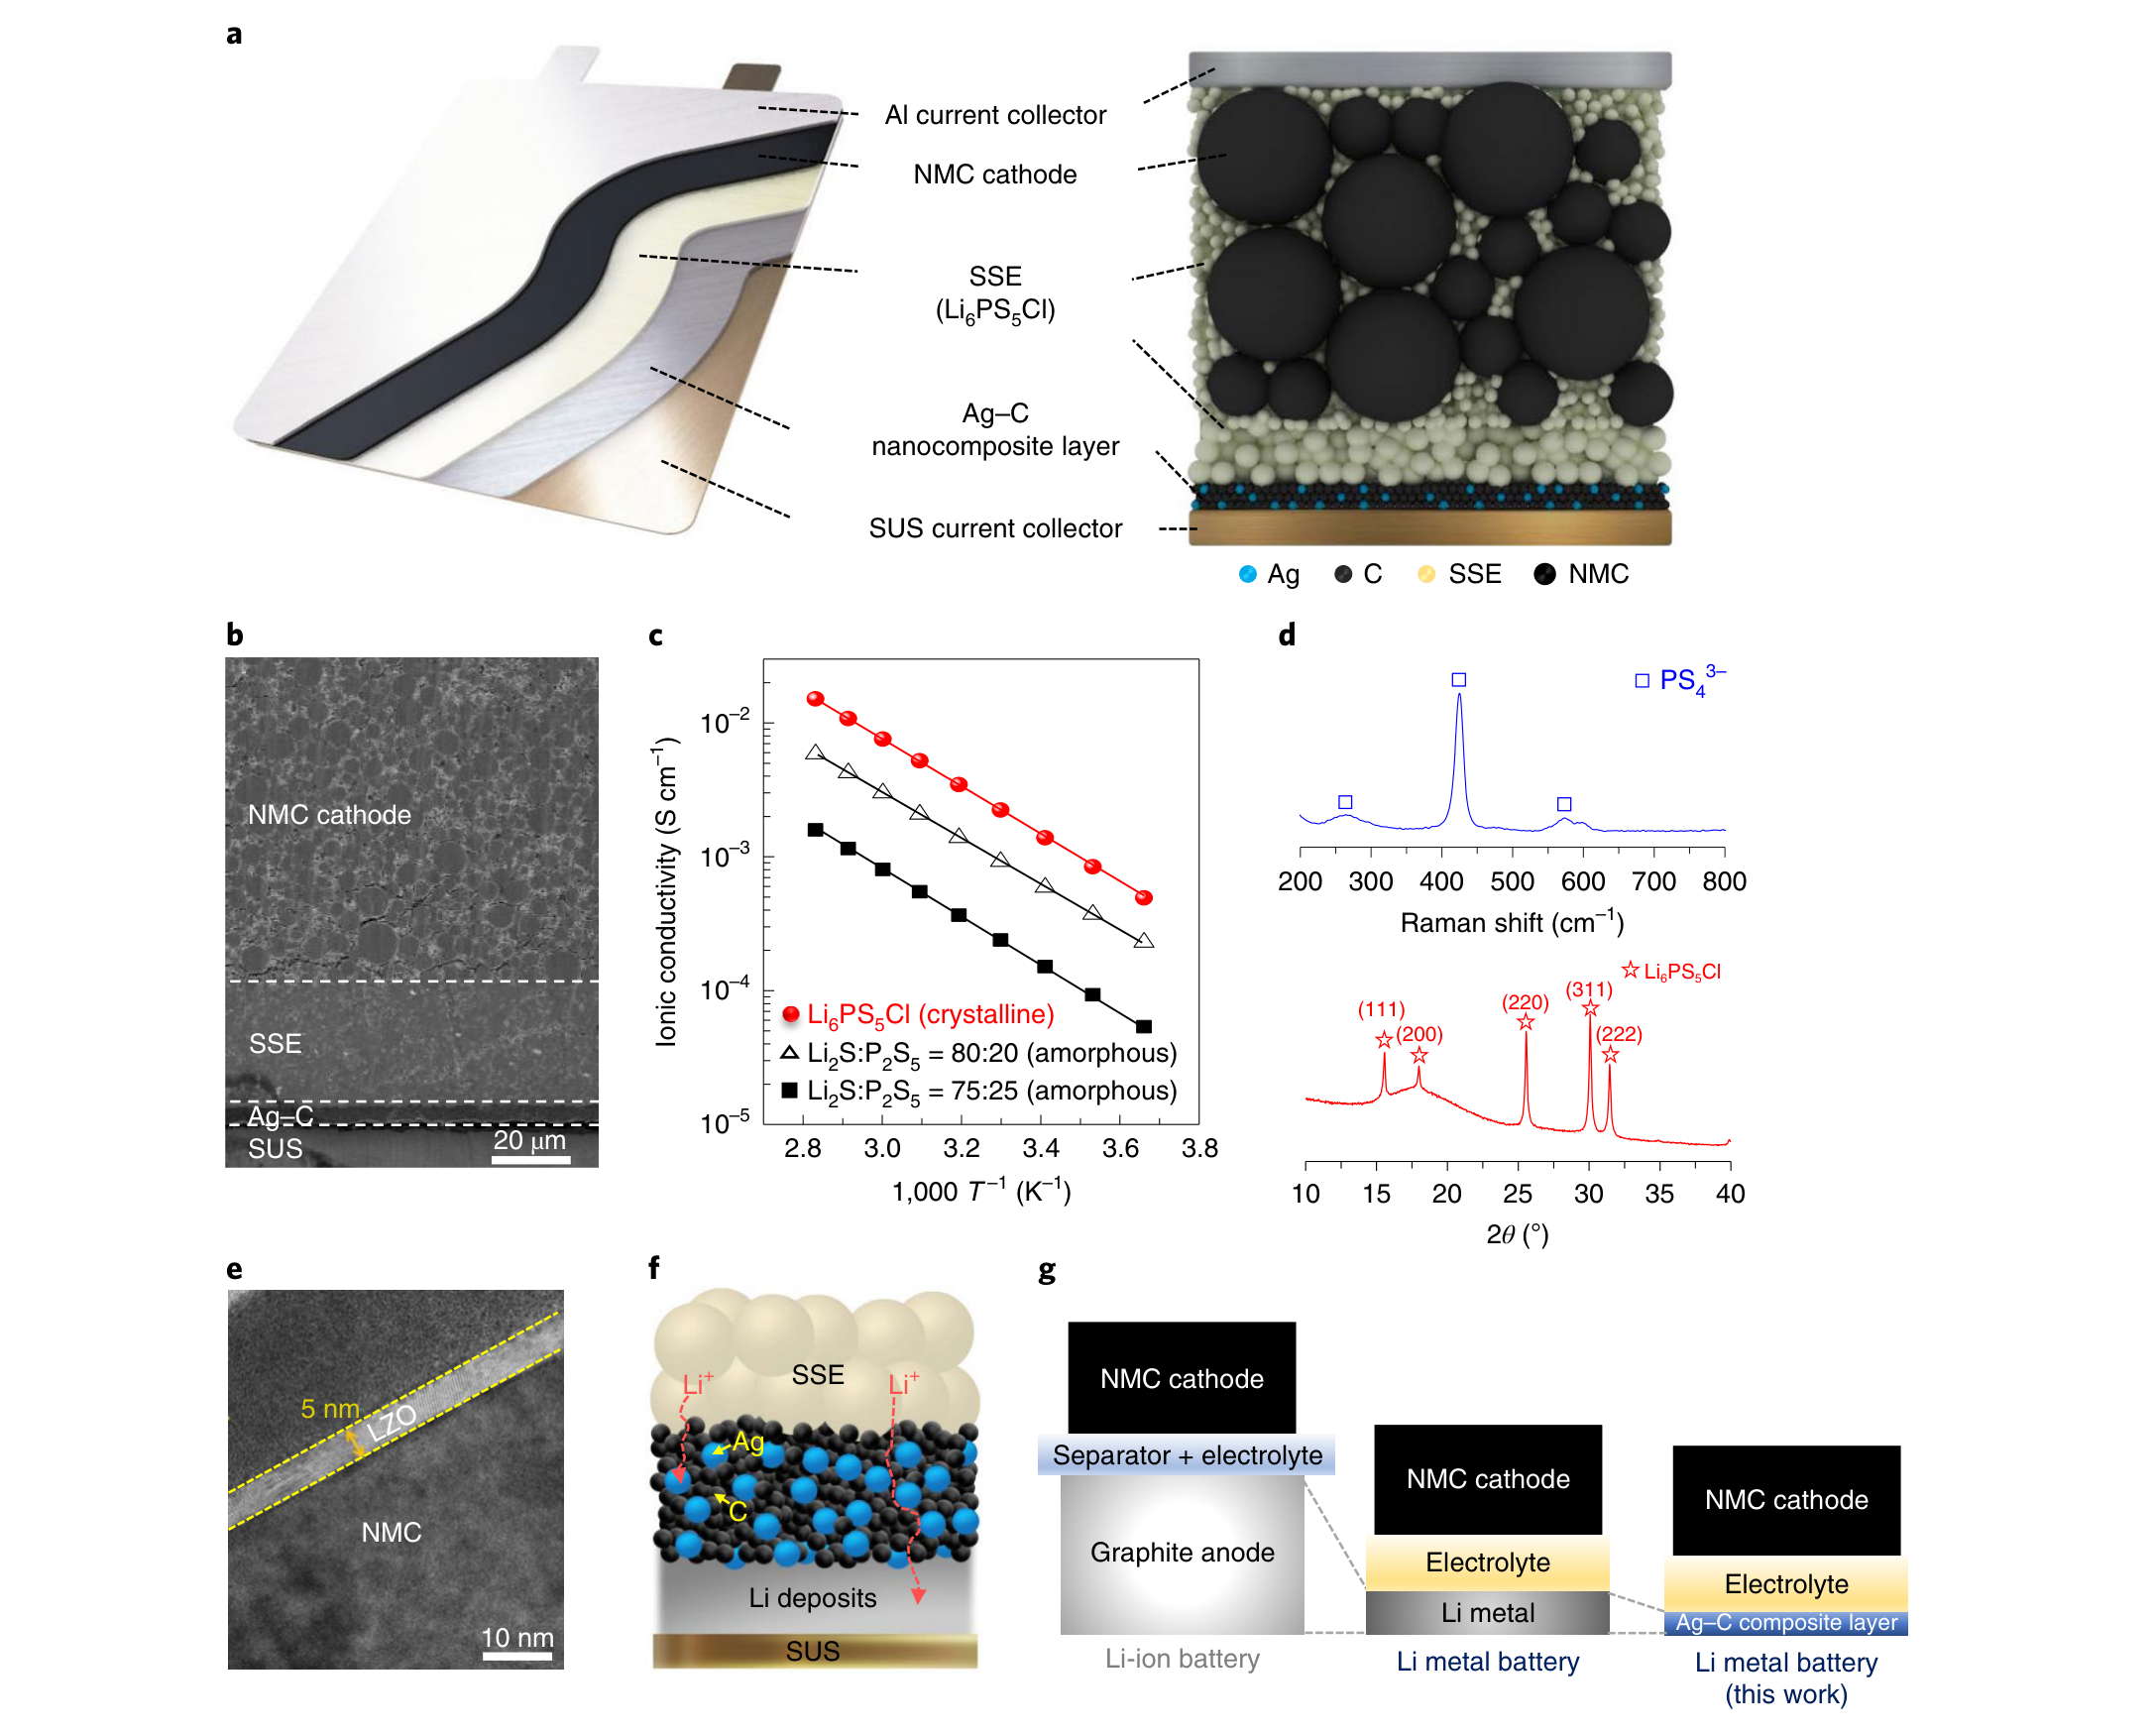 a
Al current collector
NMC cathode
SSE
(Li₆PS₅Cl)
Ag–C
nanocomposite layer
SUS current collector
Ag C SSE NMC
b
NMC cathode
SSE
Ag–C
SUS
20 μm
c
Ionic conductivity (S cm⁻¹)
10⁻²
10⁻³
10⁻⁴
10⁻⁵
Li₆PS₅Cl (crystalline)
Li₂S:P₂S₅ = 80:20 (amorphous)
Li₂S:P₂S₅ = 75:25 (amorphous)
2.8 3.0 3.2 3.4 3.6 3.8
1,000 T⁻¹ (K⁻¹)
d
PS₄³⁻
200 300 400 500 600 700 800
Raman shift (cm⁻¹)
Li₆PS₅Cl
(111) (200) (220) (311) (222)
10 15 20 25 30 35 40
2θ (°)
e
5 nm
LZO
NMC
10 nm
f
SSE
Li⁺ Li⁺
Ag
C
Li deposits
SUS
g
NMC cathode
Separator + electrolyte
Graphite anode
Li-ion battery
NMC cathode
Electrolyte
Li metal
Li metal battery
NMC cathode
Electrolyte
Ag–C composite layer
Li metal battery
(this work)